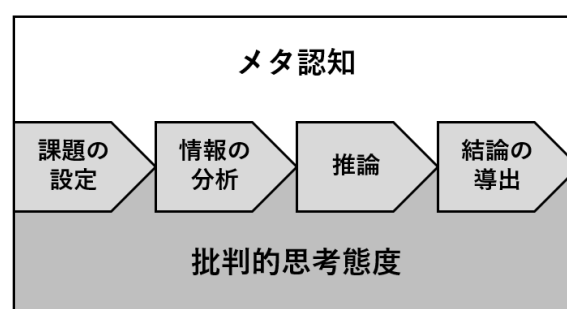 メタ認知
課題の
設定
情報の
分析
推論
結論の
導出
批判的思考態度